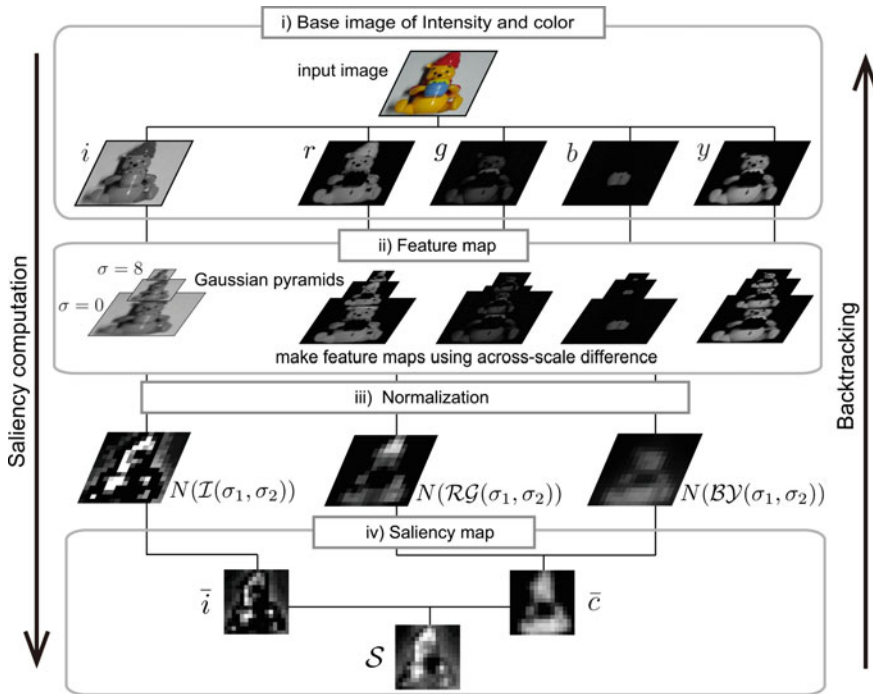 i) Base image of Intensity and color
input image
i
r
g
b
y
ii) Feature map
σ = 8
Gaussian pyramids
σ = 0
make feature maps using across-scale difference
iii) Normalization
N(I(σ₁, σ₂))
N(RG(σ₁, σ₂))
N(BY(σ₁, σ₂))
iv) Saliency map
ī
c̄
S
Saliency computation
Backtracking